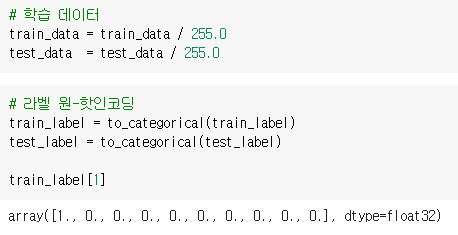 # 학습 데이터
train_data = train_data / 255.0
test_data  = test_data / 255.0
# 라벨 원-핫인코딩
train_label = to_categorical(train_label)
test_label = to_categorical(test_label)
train_label[1]
array([1., 0., 0., 0., 0., 0., 0., 0., 0., 0.], dtype=float32)